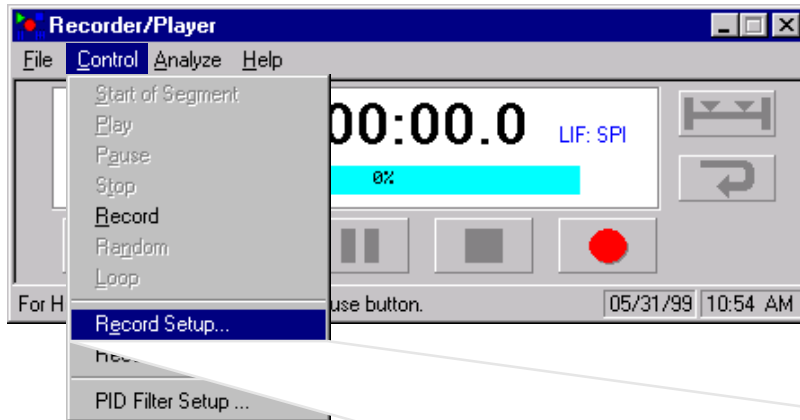 Recorder/Player
File Control Analyze Help
Start of Segment
Play
Pause
Stop
Record
Random
Loop
Record Setup...
PID Filter Setup ...
00:00.0 LIF: SPI
0%
For H use button. 05/31/99 10:54 AM